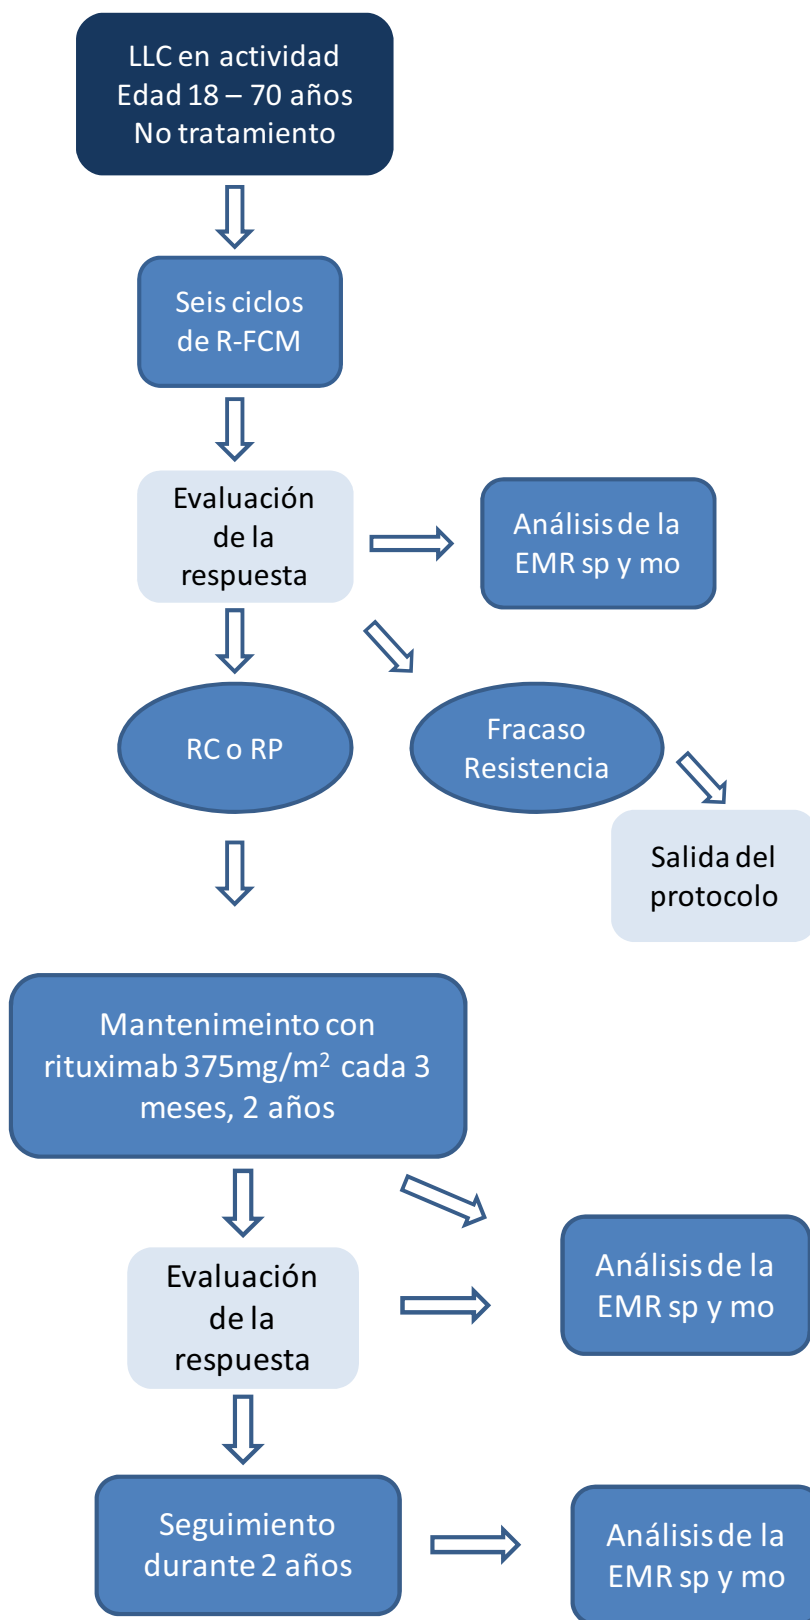 LLC en actividad
Edad 18 – 70 años
No tratamiento
Seis ciclos
de R-FCM
Evaluación
de la
respuesta
Análisis de la
EMR sp y mo
RC o RP
Fracaso
Resistencia
Salida del
protocolo
Mantenimeinto con
rituximab 375mg/m² cada 3
meses, 2 años
Evaluación
de la
respuesta
Análisis de la
EMR sp y mo
Seguimiento
durante 2 años
Análisis de la
EMR sp y mo